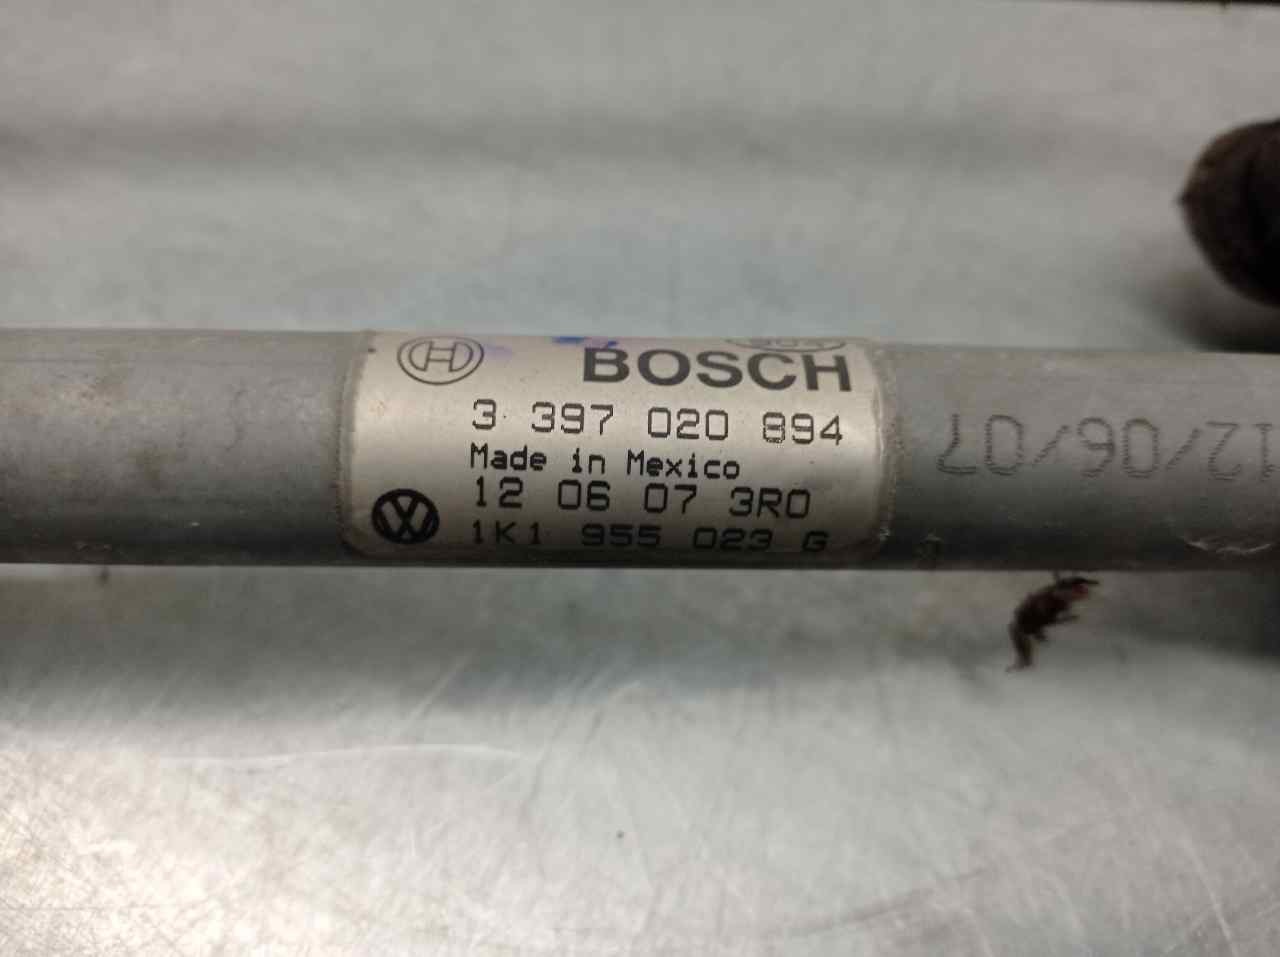 BOSCH
3 397 020 894
Made in Mexico
12 06 07 3R0
1K1 955 023 G
12/06/07